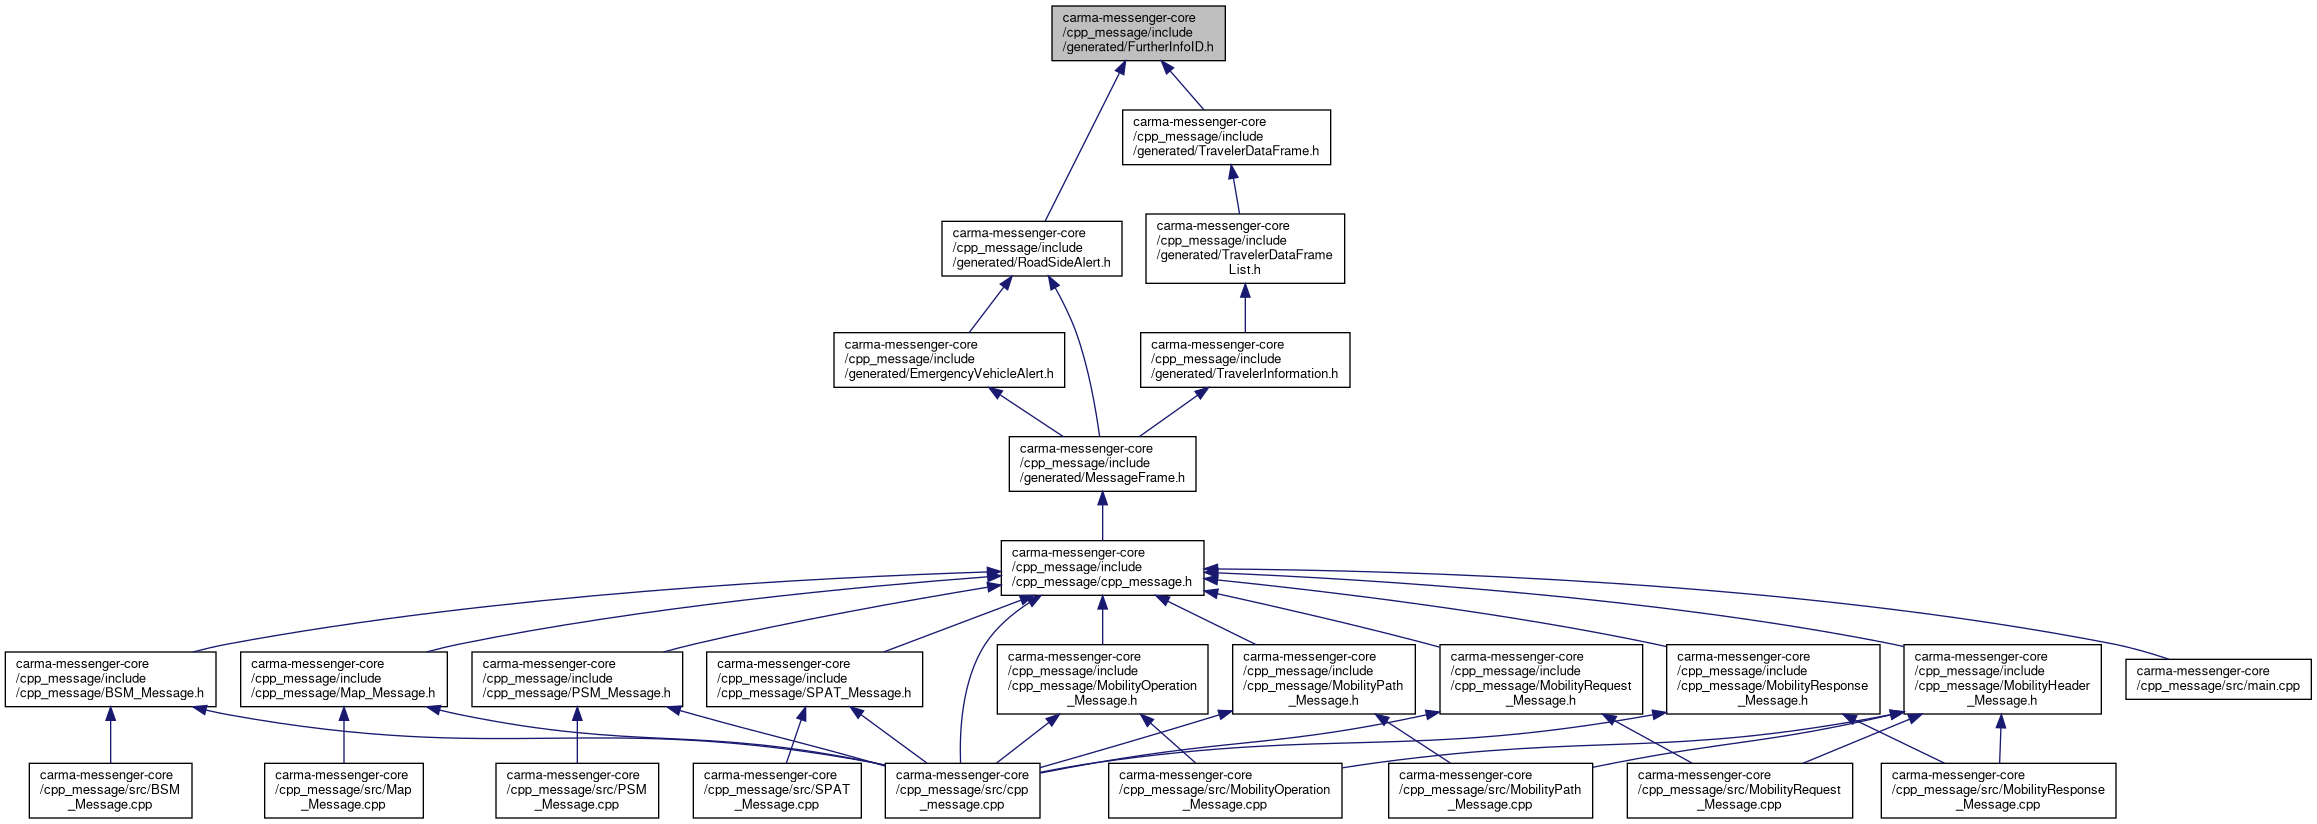 carma-messenger-core
/cpp_message/include
/generated/FurtherInfoID.h
carma-messenger-core
/cpp_message/include
/generated/TravelerDataFrame.h
carma-messenger-core
/cpp_message/include
/generated/RoadSideAlert.h
carma-messenger-core
/cpp_message/include
/generated/TravelerDataFrame
List.h
carma-messenger-core
/cpp_message/include
/generated/EmergencyVehicleAlert.h
carma-messenger-core
/cpp_message/include
/generated/TravelerInformation.h
carma-messenger-core
/cpp_message/include
/generated/MessageFrame.h
carma-messenger-core
/cpp_message/include
/cpp_message/cpp_message.h
carma-messenger-core
/cpp_message/include
/cpp_message/BSM_Message.h
carma-messenger-core
/cpp_message/include
/cpp_message/Map_Message.h
carma-messenger-core
/cpp_message/include
/cpp_message/PSM_Message.h
carma-messenger-core
/cpp_message/include
/cpp_message/SPAT_Message.h
carma-messenger-core
/cpp_message/include
/cpp_message/MobilityOperation
_Message.h
carma-messenger-core
/cpp_message/include
/cpp_message/MobilityPath
_Message.h
carma-messenger-core
/cpp_message/include
/cpp_message/MobilityRequest
_Message.h
carma-messenger-core
/cpp_message/include
/cpp_message/MobilityResponse
_Message.h
carma-messenger-core
/cpp_message/include
/cpp_message/MobilityHeader
_Message.h
carma-messenger-core
/cpp_message/src/main.cpp
carma-messenger-core
/cpp_message/src/BSM
_Message.cpp
carma-messenger-core
/cpp_message/src/Map
_Message.cpp
carma-messenger-core
/cpp_message/src/PSM
_Message.cpp
carma-messenger-core
/cpp_message/src/SPAT
_Message.cpp
carma-messenger-core
/cpp_message/src/cpp
_message.cpp
carma-messenger-core
/cpp_message/src/MobilityOperation
_Message.cpp
carma-messenger-core
/cpp_message/src/MobilityPath
_Message.cpp
carma-messenger-core
/cpp_message/src/MobilityRequest
_Message.cpp
carma-messenger-core
/cpp_message/src/MobilityResponse
_Message.cpp